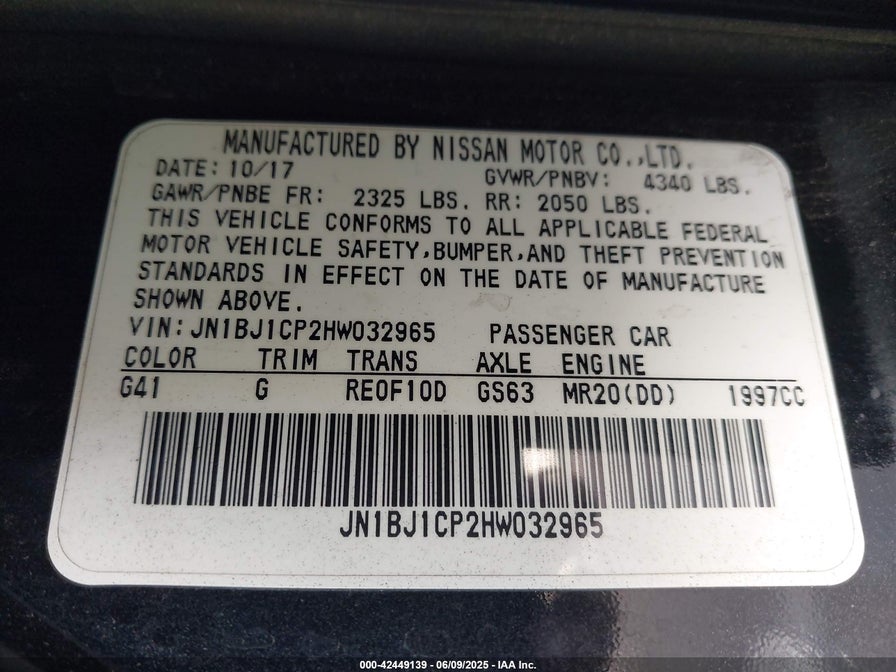 MANUFACTURED BY NISSAN MOTOR CO.,LTD.
DATE: 10/17 GVWR/PNBV: 4340 LBS.
GAWR/PNBE FR: 2325 LBS. RR: 2050 LBS.
THIS VEHICLE CONFORMS TO ALL APPLICABLE FEDERAL
MOTOR VEHICLE SAFETY,BUMPER,AND THEFT PREVENTION
STANDARDS IN EFFECT ON THE DATE OF MANUFACTURE
SHOWN ABOVE.
VIN:JN1BJ1CP2HW032965 PASSENGER CAR
COLOR TRIM TRANS AXLE ENGINE
G41 G RE0F10D GS63 MR20(DD) 1997CC
JN1BJ1CP2HW032965
000-42449139 - 06/09/2025 - IAA Inc.